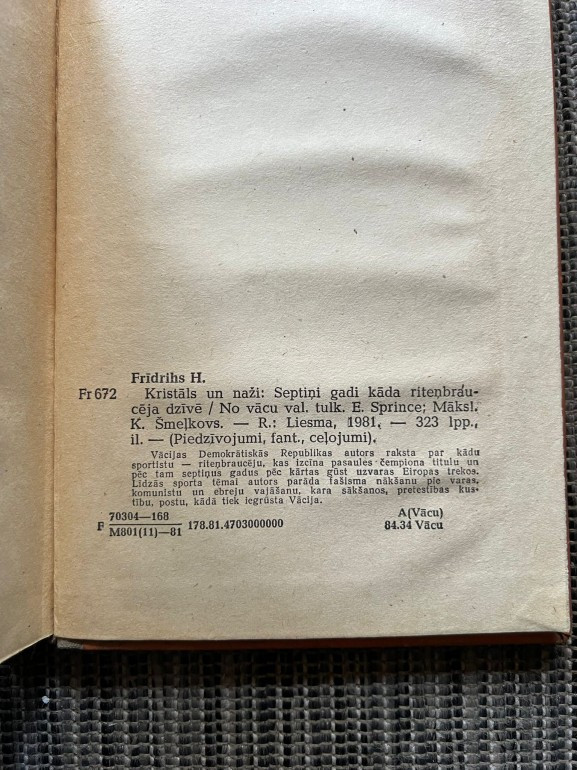 Frīdrihs H.
Fr 672 Kristāls un naži: Septiņi gadi kāda ritenbrau-
cēja dzīvē / No vācu val. tulk. E. Sprince; Māksl.
K. Šmeļkovs. — R.: Liesma, 1981. — 323 lpp.,
il. — (Piedzīvojumi, fant., ceļojumi).
Vācijas Demokrātiskās Republikas autors raksta par kādu
sportistu — riteņbraucēju, kas izcīna pasaules čempiona titulu un
pēc tam septiņus gadus pēc kārtas gūst uzvaras Eiropas trekos.
Līdzās sporta tēmai autors parāda fašisma nākšanu pie varas,
komunistu un ebreju vajāšanu, kara sākšanos, pretestības kus-
tību, postu, kādā tiek iegrūsta Vācija.
F 70304—168
M801(11)—81
178.81.4703000000
A(Vācu)
84.34 Vācu